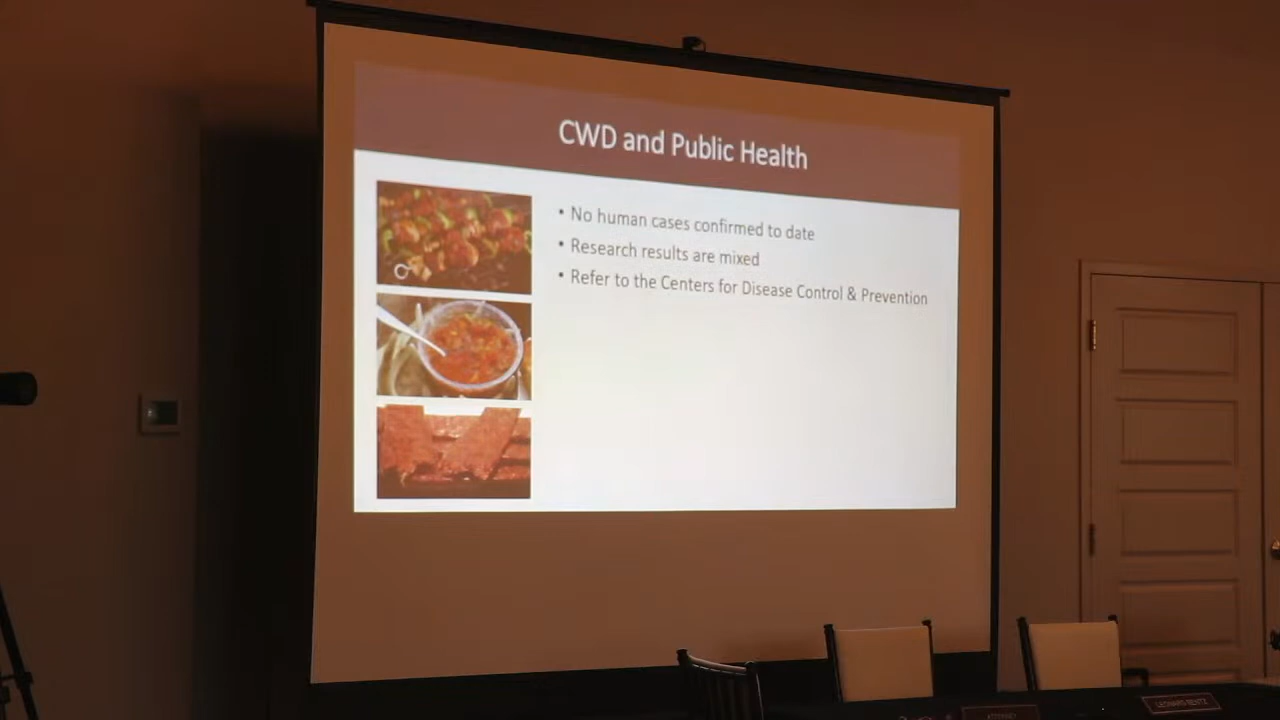 CWD and Public Health
• No human cases confirmed to date
• Research results are mixed
• Refer to the Centers for Disease Control & Prevention
ATTORNEY